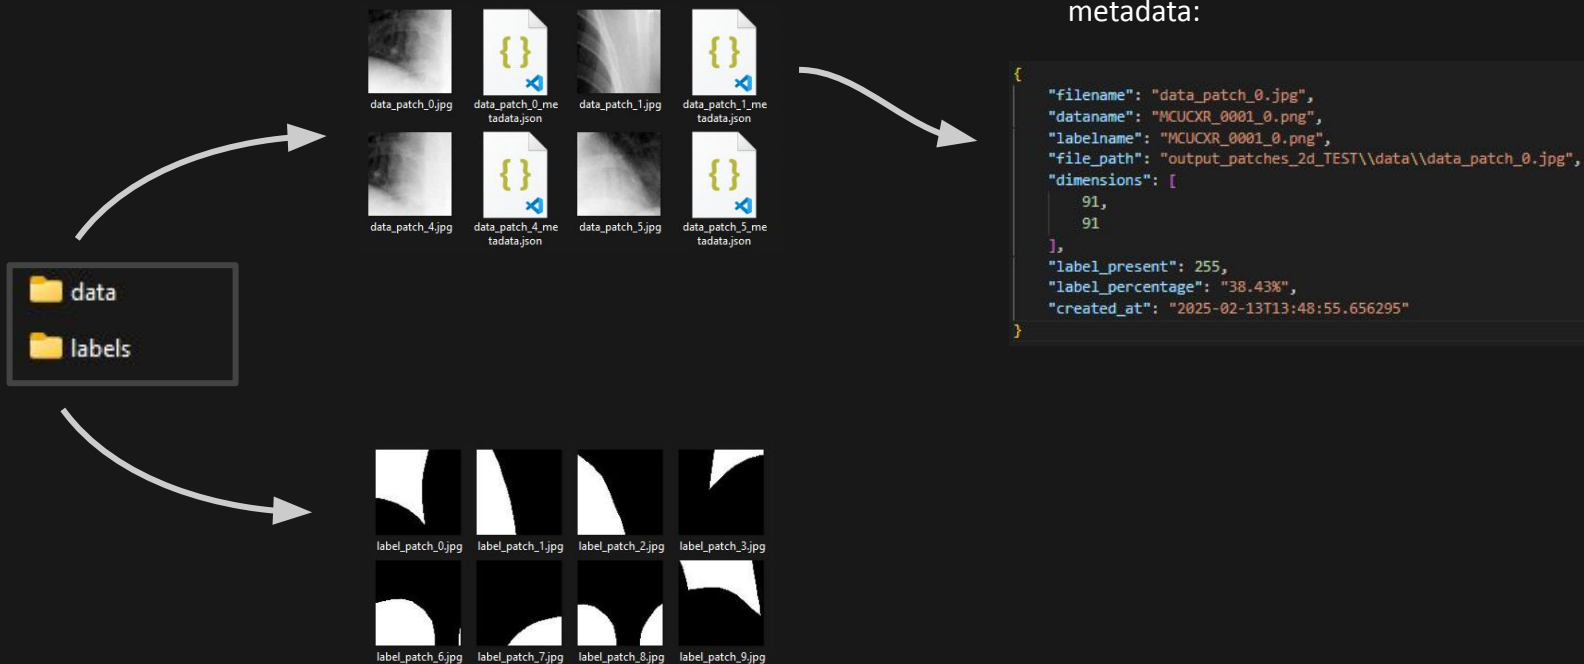 metadata:
data_patch_0.jpg
data_patch_0_me
tadata.json
data_patch_1.jpg
data_patch_1_me
tadata.json
data_patch_4.jpg
data_patch_4_me
tadata.json
data_patch_5.jpg
data_patch_5_me
tadata.json
{
"filename": "data_patch_0.jpg",
"dataname": "MCUCXR_0001_0.png",
"labelname": "MCUCXR_0001_0.png",
"file_path": "output_patches_2d_TEST\\data\\data_patch_0.jpg",
"dimensions": [
91,
91
],
"label_present": 255,
"label_percentage": "38.43%",
"created_at": "2025-02-13T13:48:55.656295"
}
data
labels
label_patch_0.jpg
label_patch_1.jpg
label_patch_2.jpg
label_patch_3.jpg
label_patch_6.jpg
label_patch_7.jpg
label_patch_8.jpg
label_patch_9.jpg